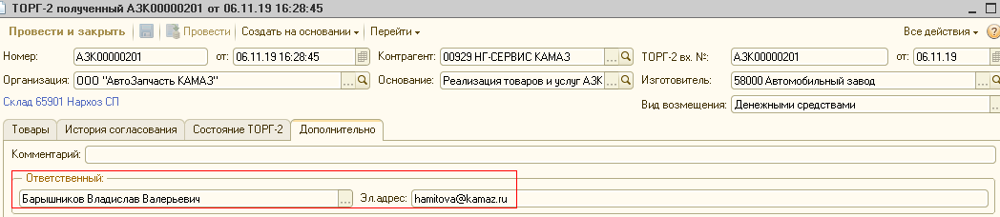 ТОРГ-2 полученный АЗК00000201 от 06.11.19 16:28:45
Провести и закрыть Провести Создать на основании Перейти Все действия
Номер: АЗК00000201 от: 06.11.19 16:28:45 Контрагент: 00929 НГ-СЕРВИС КАМАЗ ... ТОРГ-2 вх. №: АЗК00000201 от: 06.11.19
Организация: ООО "АвтоЗапчасть КАМАЗ" ... Основание: Реализация товаров и услуг АЗК ... Изготовитель: 58000 Автомобильный завод ...
Склад 65901 Нархоз СП
Вид возмещения: Денежными средствами ...
Товары История согласования Состояние ТОРГ-2 Дополнительно
Комментарий:
Ответственный:
Барышников Владислав Валерьевич ... Эл.адрес: hamitova@kamaz.ru